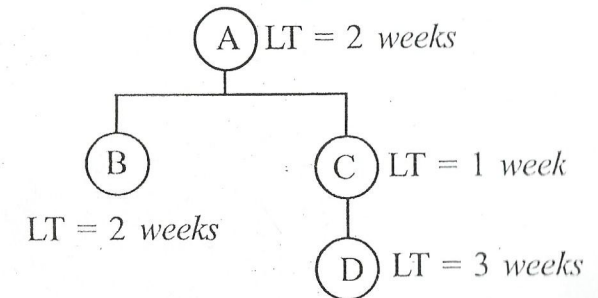 A LT = 2 weeks
B
C LT = 1 week
LT = 2 weeks
D LT = 3 weeks